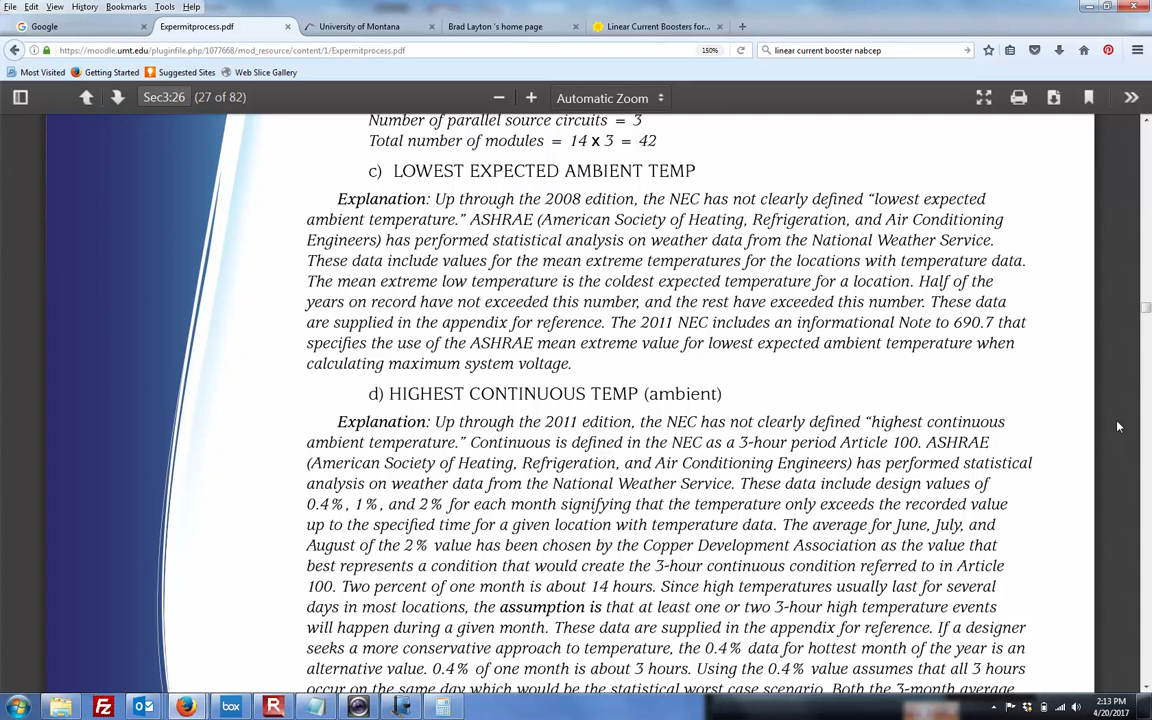 File Edit View History Bookmarks Tools Help
Google
Expermitprocess.pdf
University of Montana
Brad Layton 's home page
Linear Current Boosters for...
https://moodle.umt.edu/pluginfile.php/1077668/mod_resource/content/1/Expermitprocess.pdf
150%
linear current booster nabcep
Most Visited Getting Started Suggested Sites Web Slice Gallery
Sec3:26 (27 of 82)
Automatic Zoom
Number of parallel source circuits = 3
Total number of modules = 14 x 3 = 42
c) LOWEST EXPECTED AMBIENT TEMP
Explanation: Up through the 2008 edition, the NEC has not clearly defined “lowest expected
ambient temperature.” ASHRAE (American Society of Heating, Refrigeration, and Air Conditioning
Engineers) has performed statistical analysis on weather data from the National Weather Service.
These data include values for the mean extreme temperatures for the locations with temperature data.
The mean extreme low temperature is the coldest expected temperature for a location. Half of the
years on record have not exceeded this number, and the rest have exceeded this number. These data
are supplied in the appendix for reference. The 2011 NEC includes an informational Note to 690.7 that
specifies the use of the ASHRAE mean extreme value for lowest expected ambient temperature when
calculating maximum system voltage.
d) HIGHEST CONTINUOUS TEMP (ambient)
Explanation: Up through the 2011 edition, the NEC has not clearly defined “highest continuous
ambient temperature.” Continuous is defined in the NEC as a 3-hour period Article 100. ASHRAE
(American Society of Heating, Refrigeration, and Air Conditioning Engineers) has performed statistical
analysis on weather data from the National Weather Service. These data include design values of
0.4%, 1%, and 2% for each month signifying that the temperature only exceeds the recorded value
up to the specified time for a given location with temperature data. The average for June, July, and
August of the 2% value has been chosen by the Copper Development Association as the value that
best represents a condition that would create the 3-hour continuous condition referred to in Article
100. Two percent of one month is about 14 hours. Since high temperatures usually last for several
days in most locations, the assumption is that at least one or two 3-hour high temperature events
will happen during a given month. These data are supplied in the appendix for reference. If a designer
seeks a more conservative approach to temperature, the 0.4% data for hottest month of the year is an
alternative value. 0.4% of one month is about 3 hours. Using the 0.4% value assumes that all 3 hours
occur on the same day which would be the statistical worst case scenario. Both the 3-month average
box
2:13 PM
4/20/2017